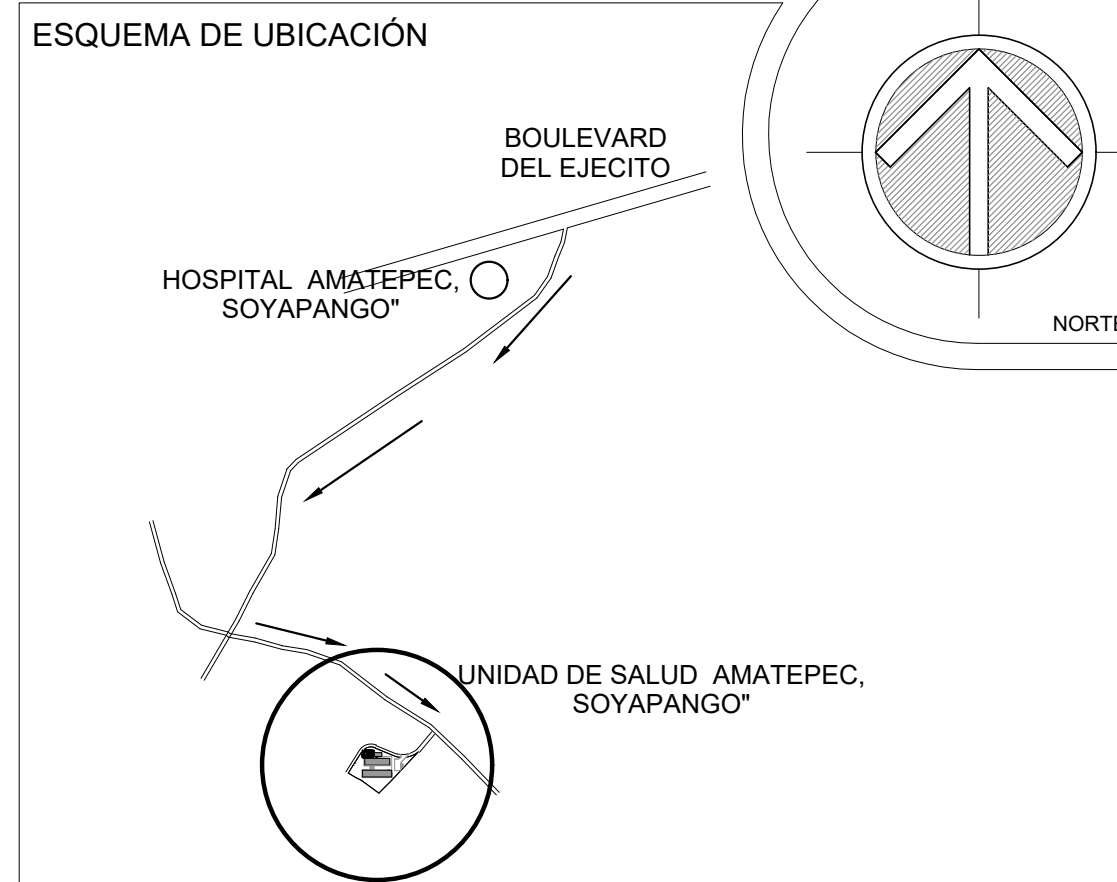 ESQUEMA DE UBICACIÓN
BOULEVARD
DEL EJECITO
HOSPITAL AMATEPEC,
SOYAPANGO"
NORTE
UNIDAD DE SALUD AMATEPEC,
SOYAPANGO"